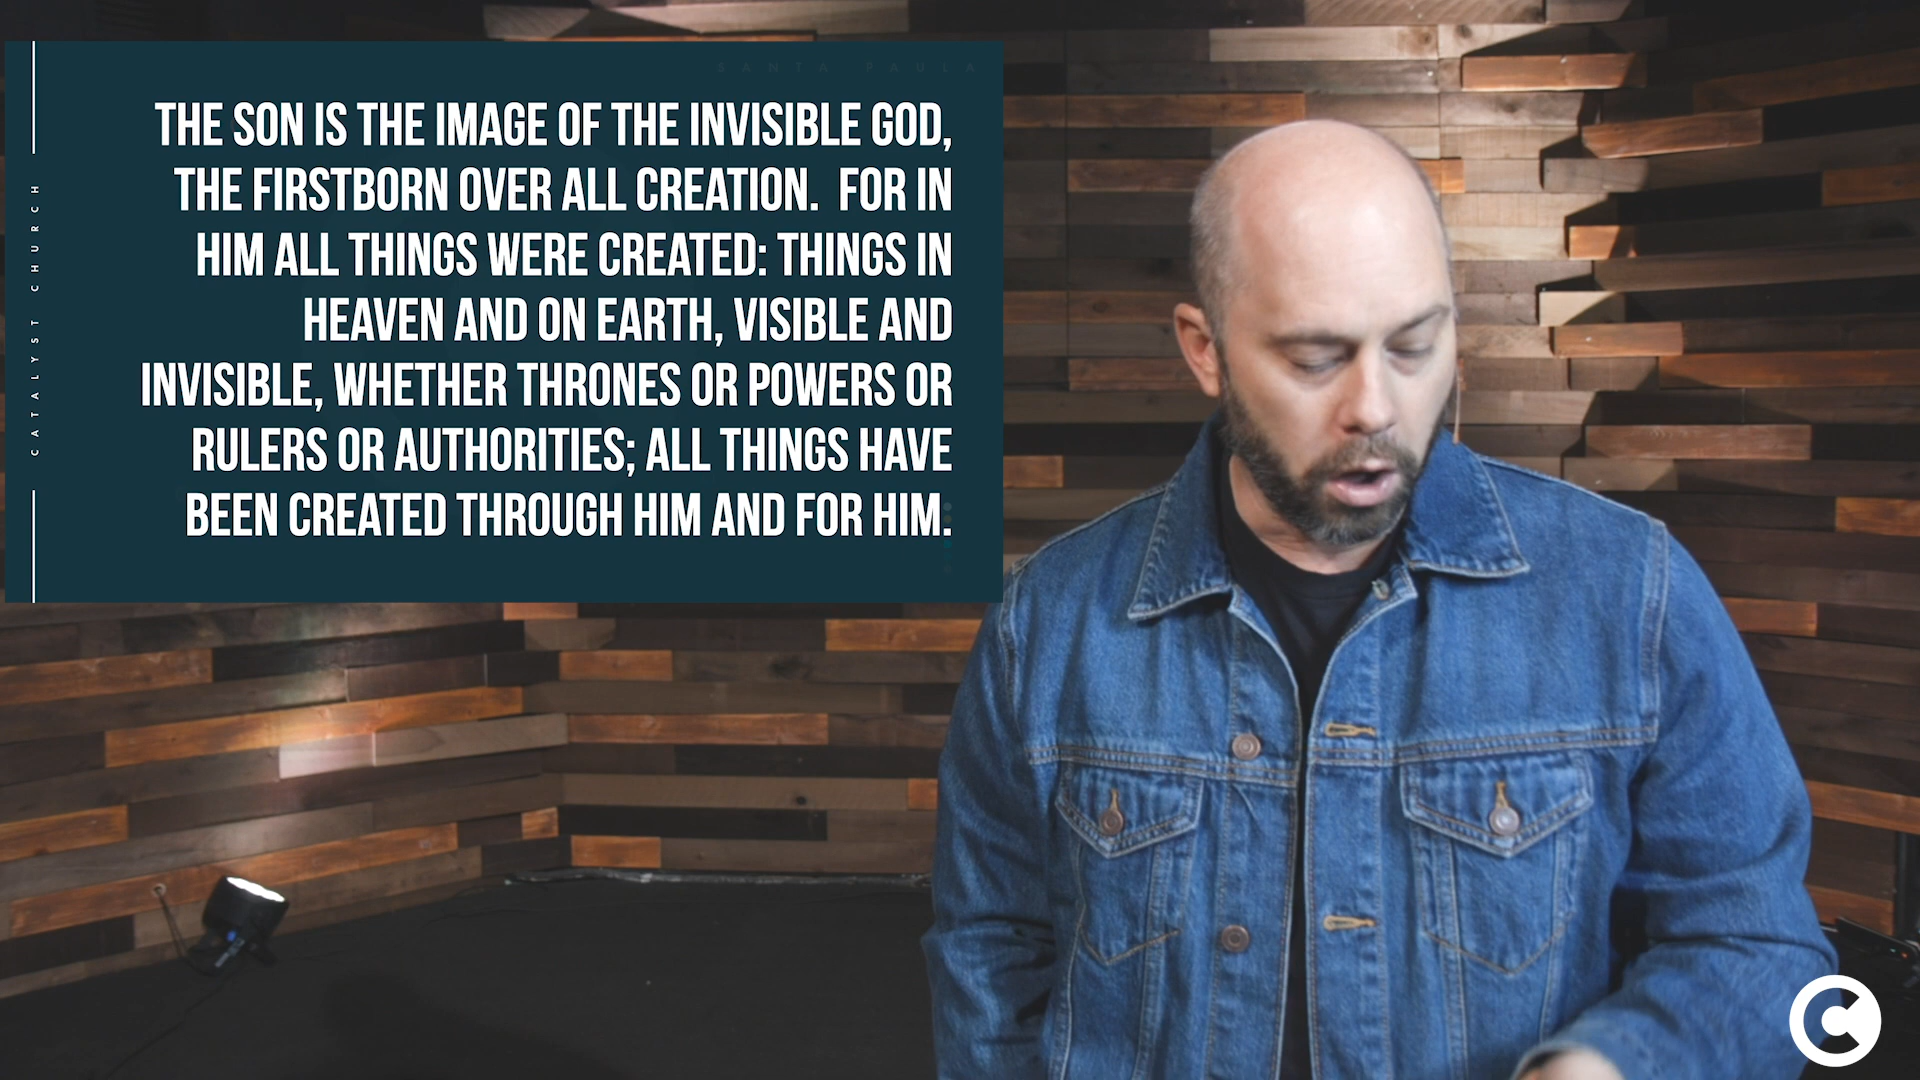 SANTA PAULA
THE SON IS THE IMAGE OF THE INVISIBLE GOD,
THE FIRSTBORN OVER ALL CREATION. FOR IN
HIM ALL THINGS WERE CREATED: THINGS IN
HEAVEN AND ON EARTH, VISIBLE AND
INVISIBLE, WHETHER THRONES OR POWERS OR
RULERS OR AUTHORITIES; ALL THINGS HAVE
BEEN CREATED THROUGH HIM AND FOR HIM.
CATALYST CHURCH